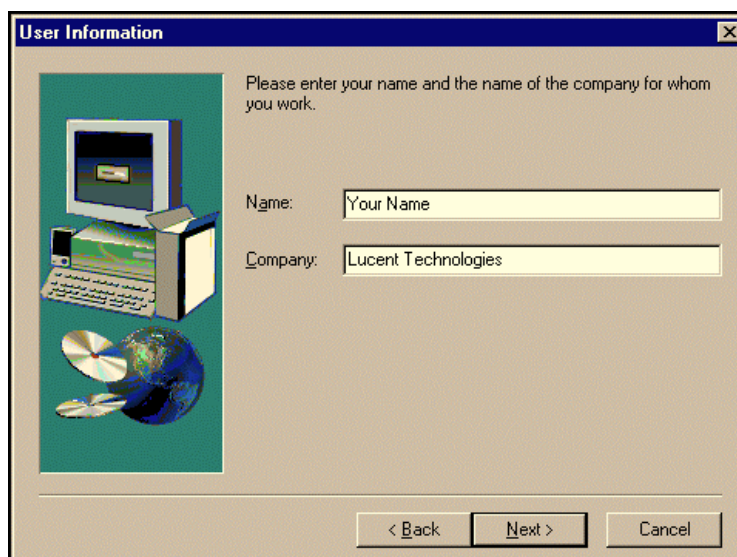 User Information
Please enter your name and the name of the company for whom
you work.
Name: Your Name
Company: Lucent Technologies
< Back Next > Cancel